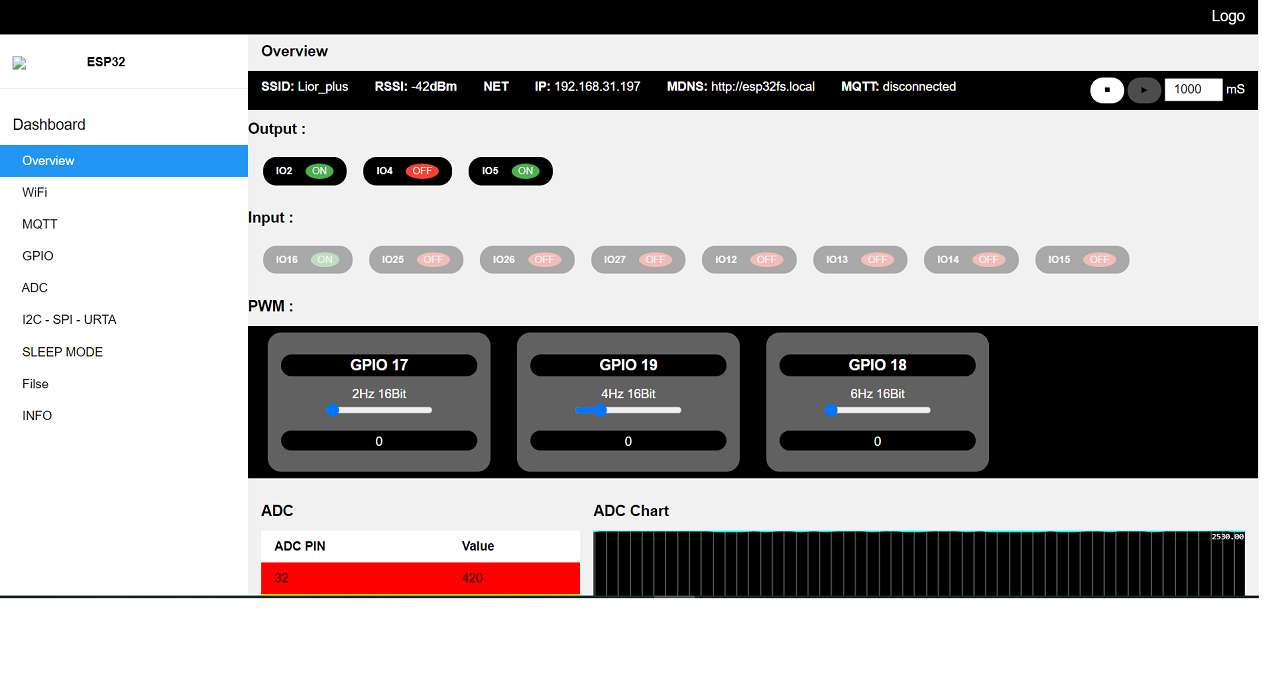 Logo
ESP32
Dashboard
Overview
WiFi
MQTT
GPIO
ADC
I2C - SPI - URTA
SLEEP MODE
Filse
INFO
Overview
SSID: Lior_plus RSSI: -42dBm NET IP: 192.168.31.197 MDNS: http://esp32fs.local MQTT: disconnected 1000 mS
Output :
IO2 ON IO4 OFF IO5 ON
Input :
IO16 ON IO25 OFF IO26 OFF IO27 OFF IO12 OFF IO13 OFF IO14 OFF IO15 OFF
PWM :
GPIO 17 GPIO 19 GPIO 18
2Hz 16Bit 4Hz 16Bit 6Hz 16Bit
0 0 0
ADC ADC Chart
ADC PIN Value
2530.00
32 420